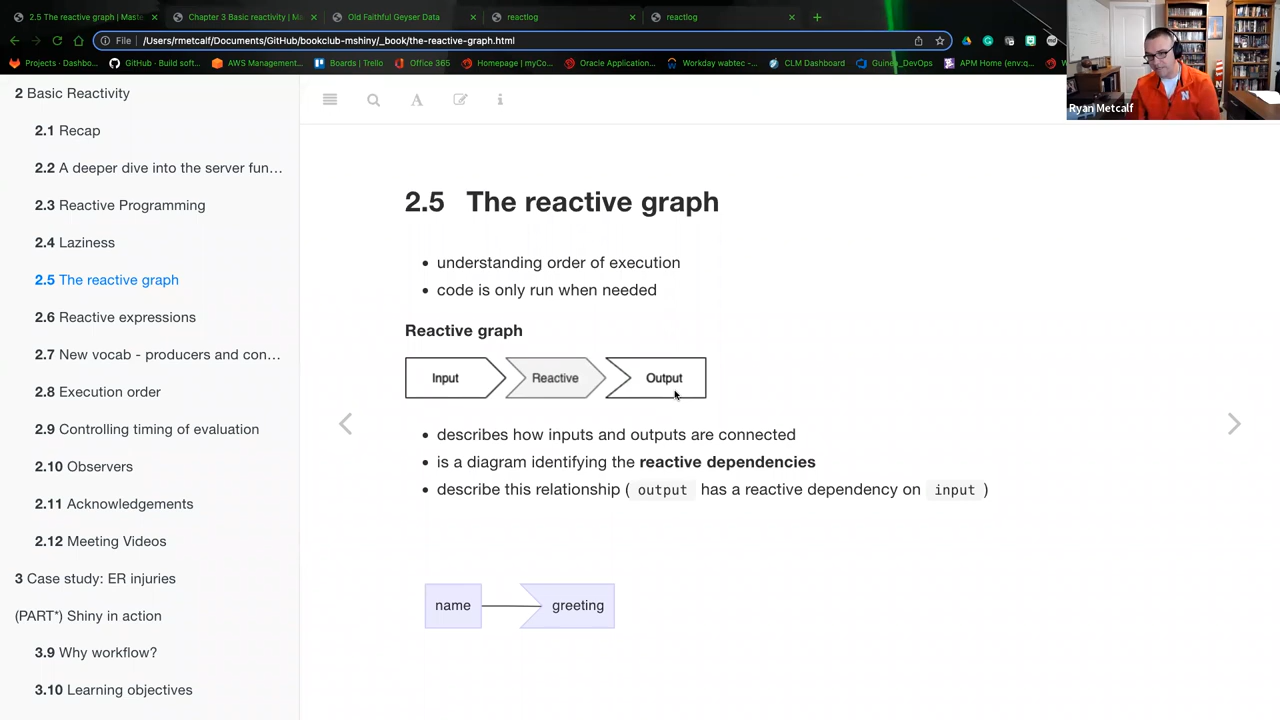 2.5 The reactive graph | Maste
Chapter 3 Basic reactivity | Ma
Old Faithful Geyser Data
reactlog
reactlog
File
/Users/rmetcalf/Documents/GitHub/bookclub-mshiny/_book/the-reactive-graph.html
Projects · Dashbo...
GitHub · Build soft...
AWS Management...
Boards | Trello
Office 365
Homepage | myCo...
Oracle Application...
Workday wabtec -...
CLM Dashboard
Guinea_DevOps
APM Home (env:q...
Ryan Metcalf
2 Basic Reactivity
2.1 Recap
2.2 A deeper dive into the server fun...
2.3 Reactive Programming
2.4 Laziness
2.5 The reactive graph
2.6 Reactive expressions
2.7 New vocab - producers and con...
2.8 Execution order
2.9 Controlling timing of evaluation
2.10 Observers
2.11 Acknowledgements
2.12 Meeting Videos
3 Case study: ER injuries
(PART*) Shiny in action
3.9 Why workflow?
3.10 Learning objectives
2.5 The reactive graph
understanding order of execution
code is only run when needed
Reactive graph
Input Reactive Output
describes how inputs and outputs are connected
is a diagram identifying the reactive dependencies
describe this relationship ( output has a reactive dependency on input )
name greeting